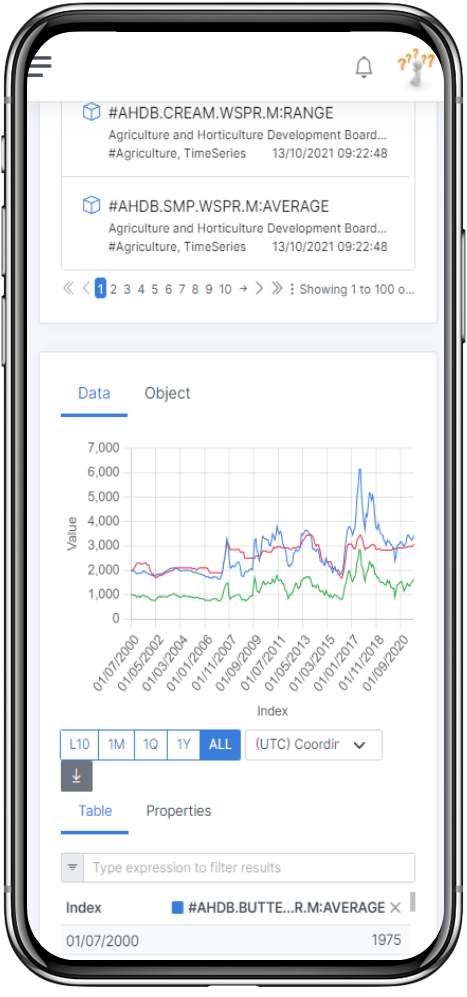 ????
#AHDB.CREAM.WSPR.M:RANGE
Agriculture and Horticulture Development Board...
#Agriculture, TimeSeries 13/10/2021 09:22:48
#AHDB.SMP.WSPR.M:AVERAGE
Agriculture and Horticulture Development Board...
#Agriculture, TimeSeries 13/10/2021 09:22:48
1 2 3 4 5 6 7 8 9 10 → Showing 1 to 100 o...
Data Object
7,000
6,000
5,000
4,000
3,000
2,000
1,000
0
Value
01/07/2000 01/05/2002 01/03/2004 01/01/2006 01/11/2007 01/09/2009 01/07/2011 01/05/2013 01/03/2015 01/01/2017 01/11/2018 01/09/2020
Index
L10 1M 1Q 1Y ALL (UTC) Coordir
Table Properties
Type expression to filter results
Index #AHDB.BUTTE...R.M:AVERAGE ×
01/07/2000 1975